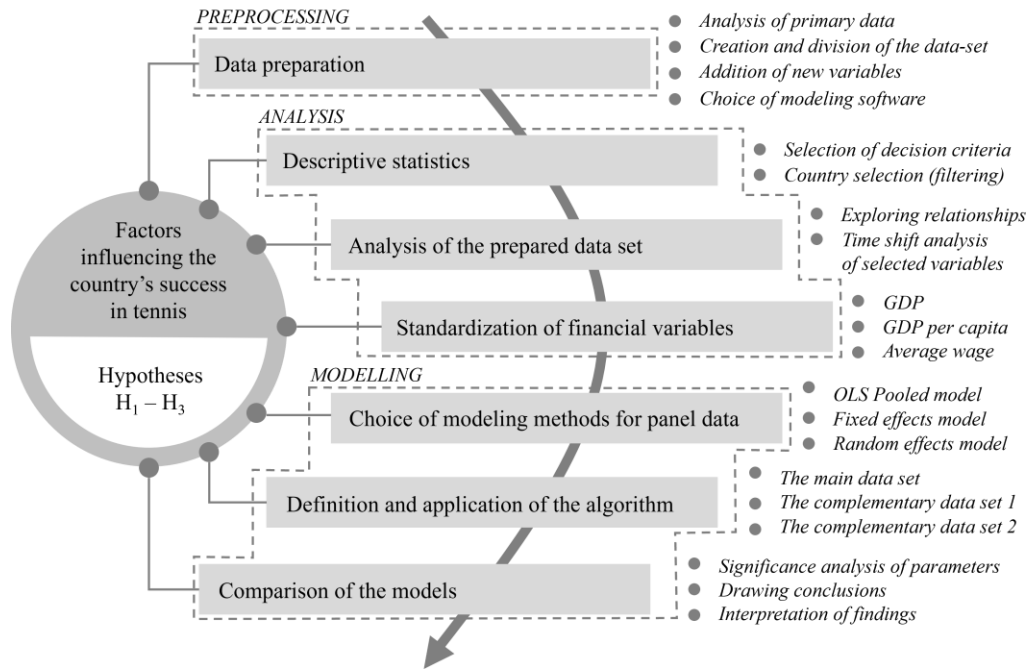 PREPROCESSING
Data preparation
Analysis of primary data
Creation and division of the data-set
Addition of new variables
Choice of modeling software
ANALYSIS
Descriptive statistics
Selection of decision criteria
Country selection (filtering)
Analysis of the prepared data set
Exploring relationships
Time shift analysis
of selected variables
Factors
influencing the
country's success
in tennis
Standardization of financial variables
GDP
GDP per capita
Average wage
Hypotheses
H₁ – H₃
MODELLING
Choice of modeling methods for panel data
OLS Pooled model
Fixed effects model
Random effects model
Definition and application of the algorithm
The main data set
The complementary data set 1
The complementary data set 2
Comparison of the models
Significance analysis of parameters
Drawing conclusions
Interpretation of findings